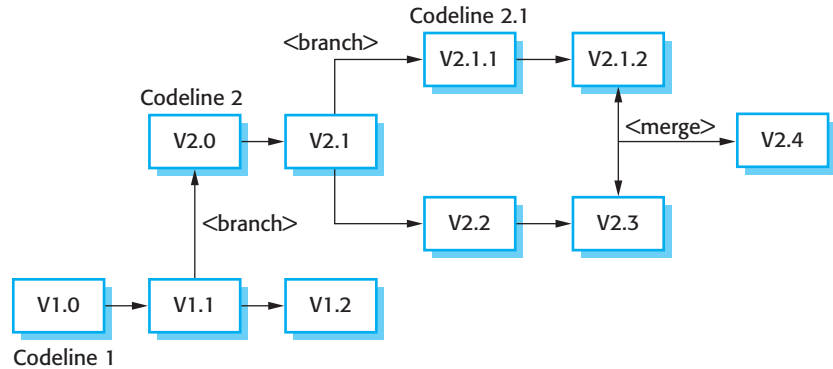 Codeline 2.1
<branch>
V2.1.1
V2.1.2
Codeline 2
V2.0
V2.1
<merge>
V2.4
<branch>
V2.2
V2.3
V1.0
V1.1
V1.2
Codeline 1